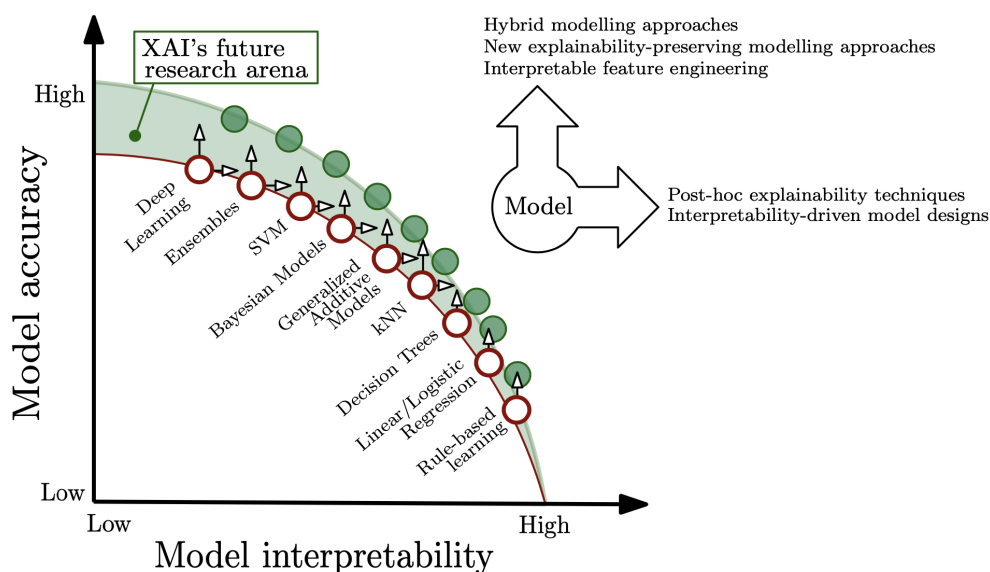 Hybrid modelling approaches
New explainability-preserving modelling approaches
Interpretable feature engineering
XAI's future
research arena
High
Model accuracy
Model
Post-hoc explainability techniques
Interpretability-driven model designs
Deep
Learning
Ensembles
SVM
Bayesian Models
Generalized
Additive
Models
kNN
Decision Trees
Linear/Logistic
Regression
Rule-based
learning
Low
Low
High
Model interpretability